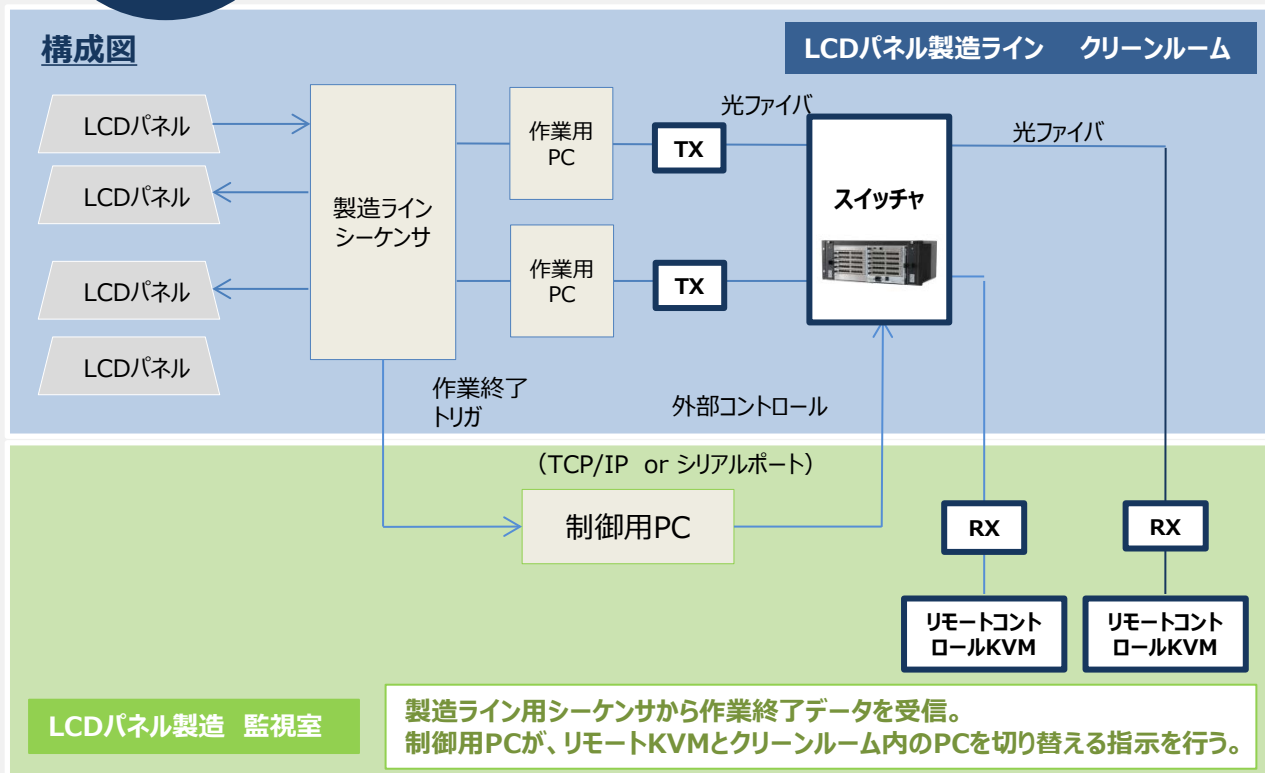 構成図
LCDパネル製造ライン　クリーンルーム
LCDパネル
LCDパネル
LCDパネル
LCDパネル
製造ライン
シーケンサ
作業用
PC
作業用
PC
TX
TX
光ファイバ
スイッチャ
光ファイバ
作業終了
トリガ
外部コントロール
（TCP/IP or シリアルポート）
制御用PC
RX
RX
リモートコント
ロールKVM
リモートコント
ロールKVM
LCDパネル製造 監視室
製造ライン用シーケンサから作業終了データを受信。
制御用PCが、リモートKVMとクリーンルーム内のPCを切り替える指示を行う。